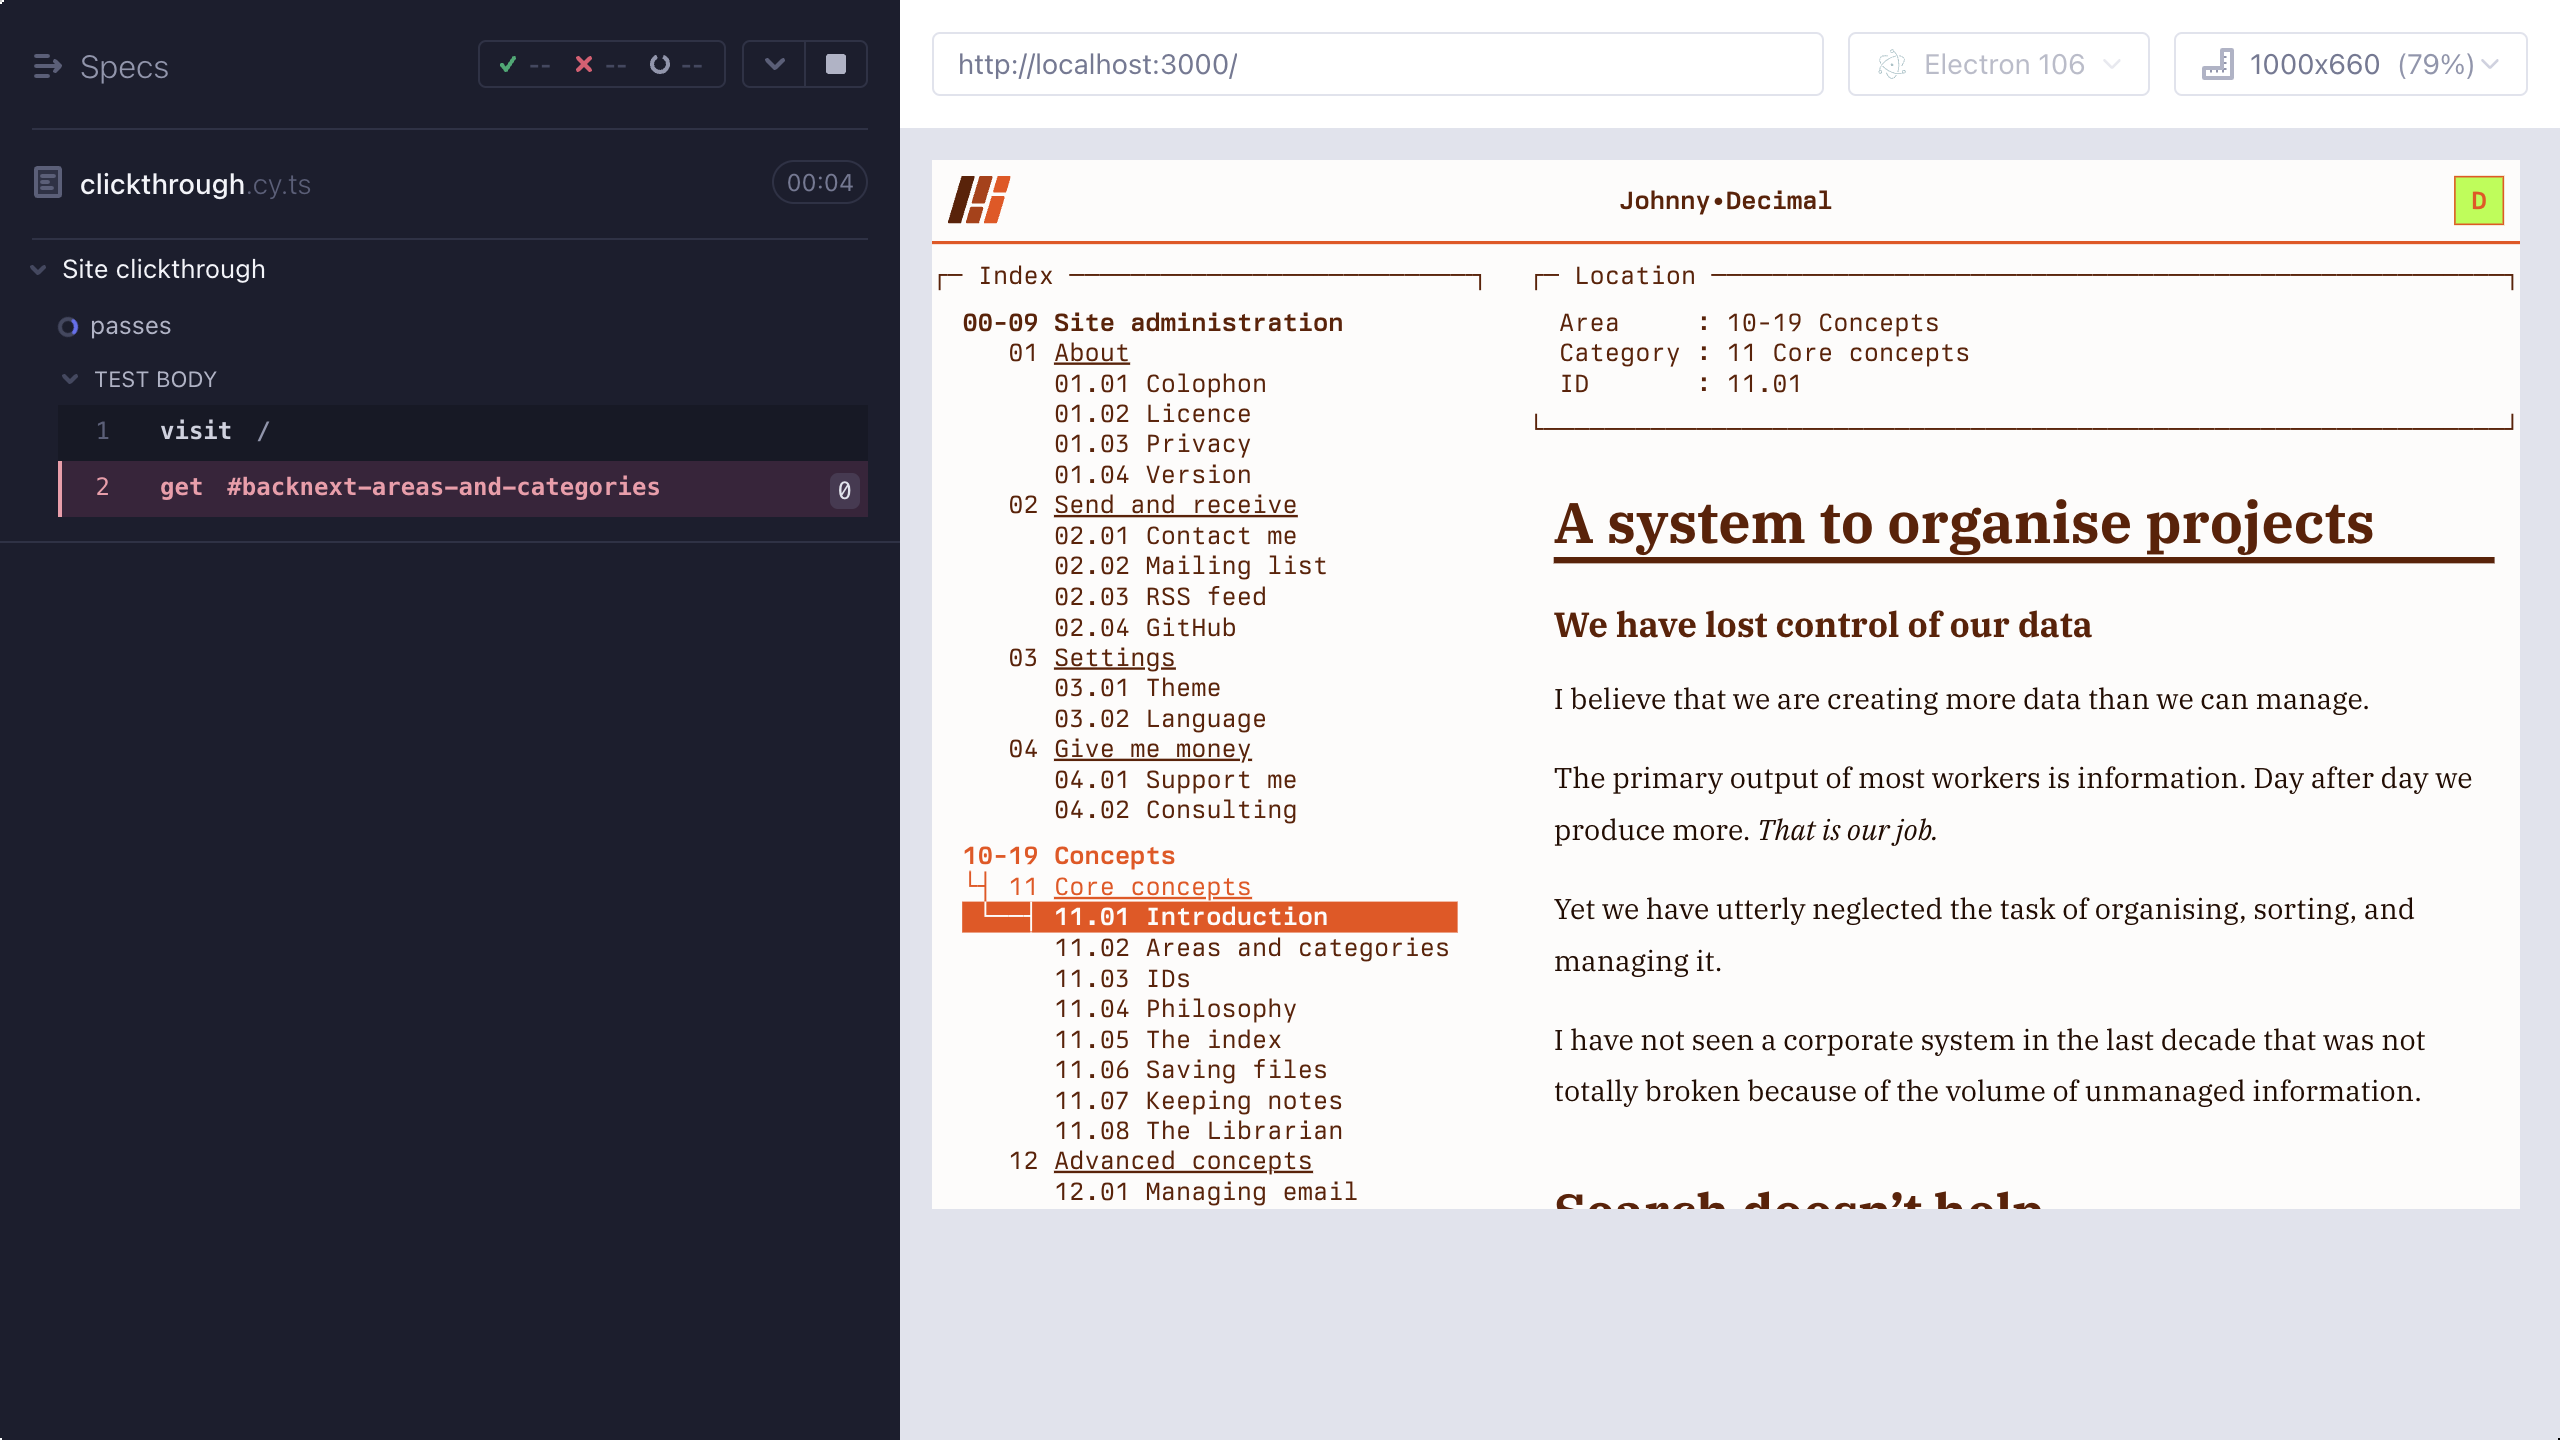 Specs
-- -- --
clickthrough.cy.ts 00:04
Site clickthrough
passes
TEST BODY
1 visit /
2 get #backnext-areas-and-categories 0
http://localhost:3000/
Electron 106
1000x660 (79%)
Johnny•Decimal
D
Index
00-09 Site administration
01 About
01.01 Colophon
01.02 Licence
01.03 Privacy
01.04 Version
02 Send and receive
02.01 Contact me
02.02 Mailing list
02.03 RSS feed
02.04 GitHub
03 Settings
03.01 Theme
03.02 Language
04 Give me money
04.01 Support me
04.02 Consulting
10-19 Concepts
11 Core concepts
11.01 Introduction
11.02 Areas and categories
11.03 IDs
11.04 Philosophy
11.05 The index
11.06 Saving files
11.07 Keeping notes
11.08 The Librarian
12 Advanced concepts
12.01 Managing email
Location
Area : 10-19 Concepts
Category : 11 Core concepts
ID : 11.01
A system to organise projects
We have lost control of our data
I believe that we are creating more data than we can manage.
The primary output of most workers is information. Day after day we
produce more. That is our job.
Yet we have utterly neglected the task of organising, sorting, and
managing it.
I have not seen a corporate system in the last decade that was not
totally broken because of the volume of unmanaged information.
Search doesn’t help